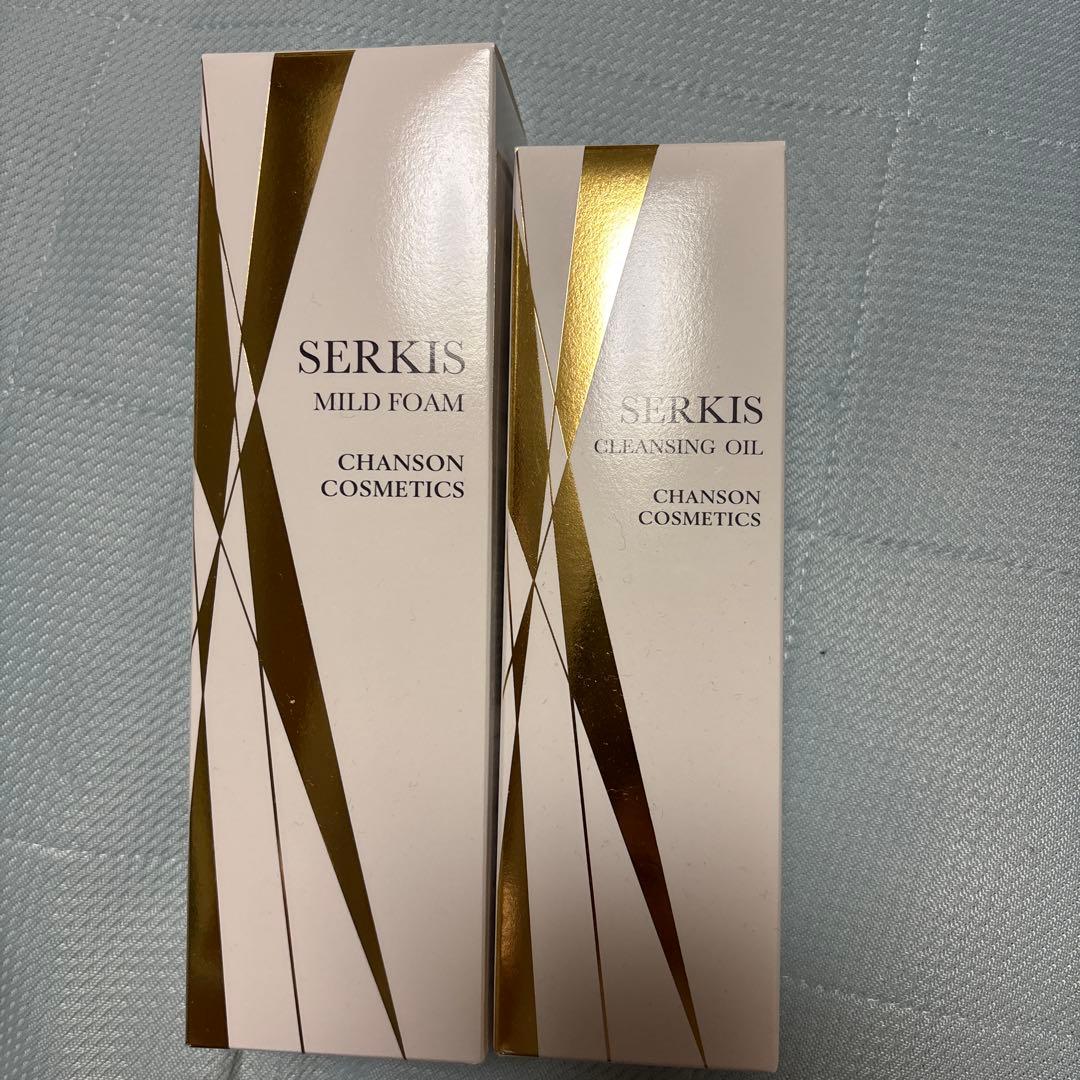 SERKIS
MILD FOAM
CHANSON
COSMETICS
SERKIS
CLEANSING OIL
CHANSON
COSMETICS